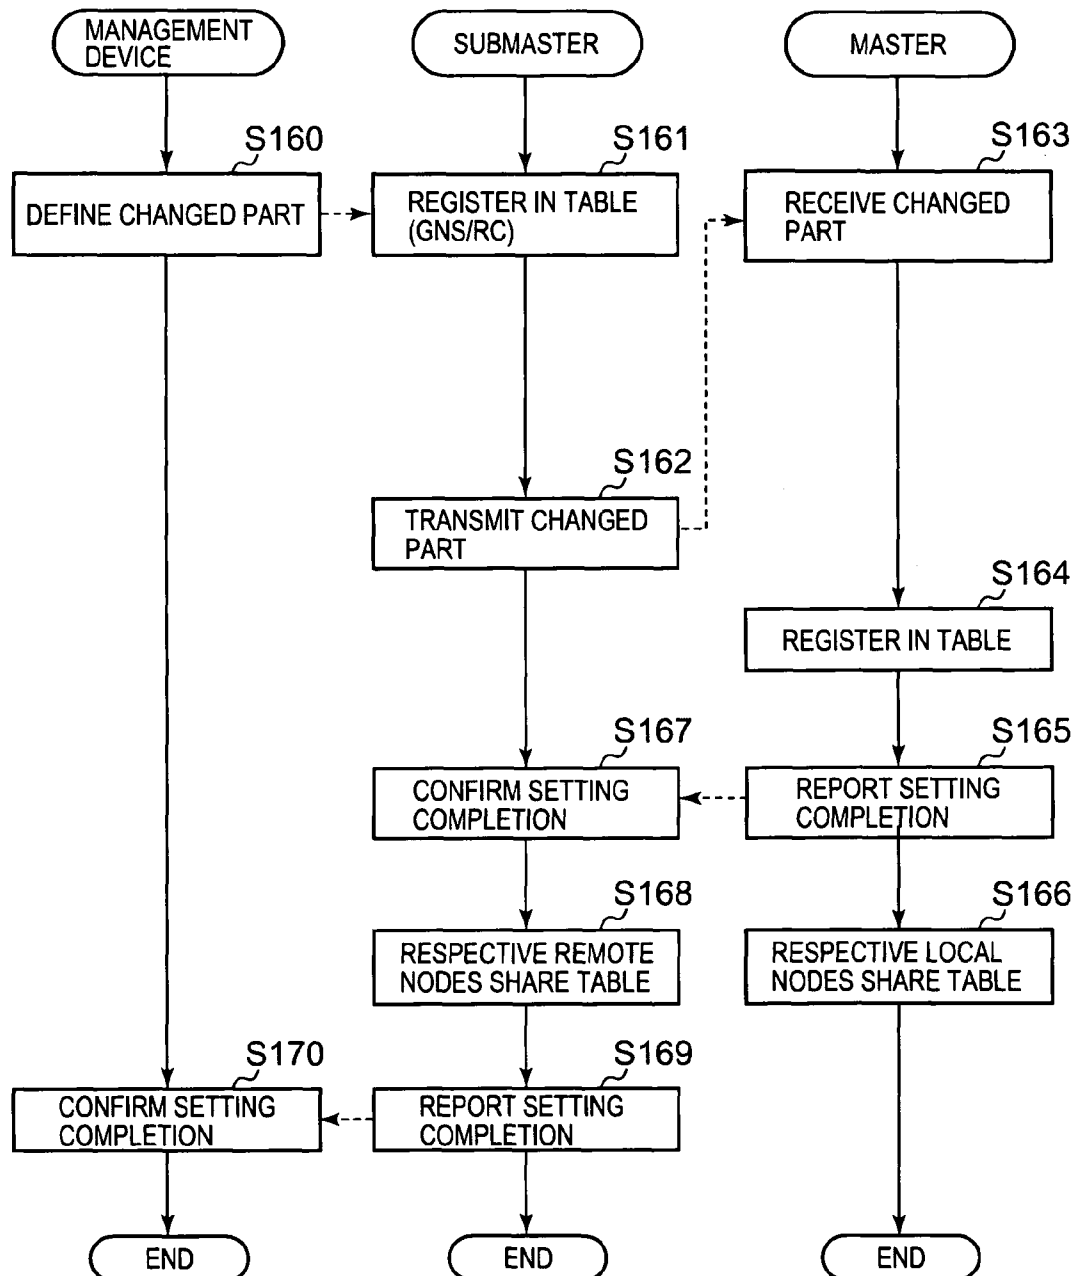 MANAGEMENT
DEVICE
SUBMASTER
MASTER
S160
S161
S163
DEFINE CHANGED PART
REGISTER IN TABLE
(GNS/RC)
RECEIVE CHANGED
PART
S162
TRANSMIT CHANGED
PART
S164
REGISTER IN TABLE
S167
S165
CONFIRM SETTING
COMPLETION
REPORT SETTING
COMPLETION
S168
S166
RESPECTIVE REMOTE
NODES SHARE TABLE
RESPECTIVE LOCAL
NODES SHARE TABLE
S170
S169
CONFIRM SETTING
COMPLETION
REPORT SETTING
COMPLETION
END
END
END